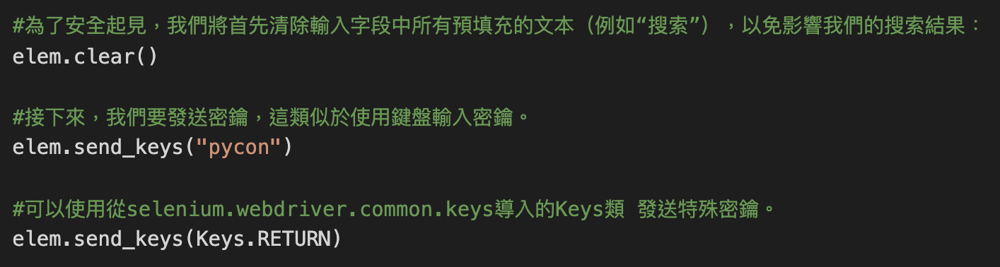 #為了安全起見，我們將首先清除輸入字段中所有預填充的文本（例如“搜索”），以免影響我們的搜索結果：
elem.clear()
#接下來，我們要發送密鑰，這類似於使用鍵盤輸入密鑰。
elem.send_keys("pycon")
#可以使用從selenium.webdriver.common.keys導入的Keys類 發送特殊密鑰。
elem.send_keys(Keys.RETURN)